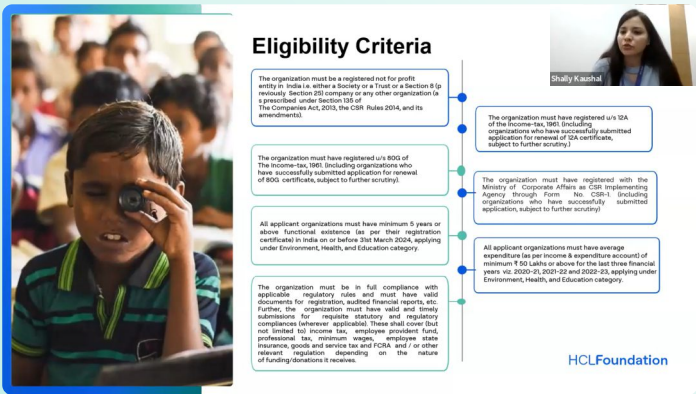 Eligibility Criteria
Shally Kaushal
The organization must be a registered not for profit
entity in India i.e. either a Society or a Trust or a Section 8 (p
reviously Section 25) company or any other organization (a
s prescribed under Section 135 of
The Companies Act, 2013, the CSR Rules 2014, and its
amendments).
The organization must have registered u/s 12A
of the Income-tax, 1961. (including
organizations who have successfully submitted
application for renewal of 12A certificate,
subject to further scrutiny.)
The organization must have registered u/s 80G of
The Income-tax, 1961. (including organizations who
have successfully submitted application for renewal
of 80G certificate, subject to further scrutiny).
The organization must have registered with the
Ministry of Corporate Affairs as CSR Implementing
Agency through Form No. CSR-1. (including
organizations who have successfully submitted
application, subject to further scrutiny)
All applicant organizations must have minimum 5 years or
above functional existence (as per their registration
certificate) in India on or before 31st March 2024, applying
under Environment, Health, and Education category.
All applicant organizations must have average
expenditure (as per income & expenditure account) of
minimum ₹ 50 Lakhs or above for the last three financial
years viz. 2020-21, 2021-22 and 2022-23, applying under
Environment, Health, and Education category.
The organization must be in full compliance with
applicable regulatory rules and must have valid
documents for registration, audited financial reports, etc.
Further, the organization must have valid and timely
submissions for requisite statutory and regulatory
compliances (wherever applicable). These shall cover (but
not limited to) income tax, employee provident fund,
professional tax, minimum wages, employee state
insurance, goods and service tax and FCRA and / or other
relevant regulation depending on the nature
of funding/donations it receives.
HCLFoundation